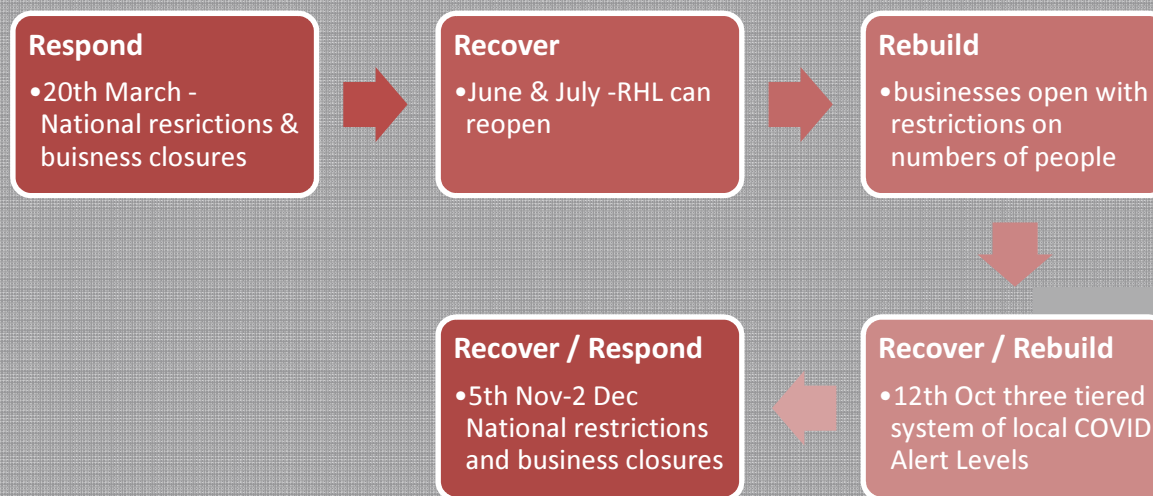 Respond
•20th March -
National resrictions &
buisness closures
Recover
•June & July -RHL can
reopen
Rebuild
•businesses open with
restrictions on
numbers of people
Recover / Rebuild
•12th Oct three tiered
system of local COVID
Alert Levels
Recover / Respond
•5th Nov-2 Dec
National restrictions
and business closures